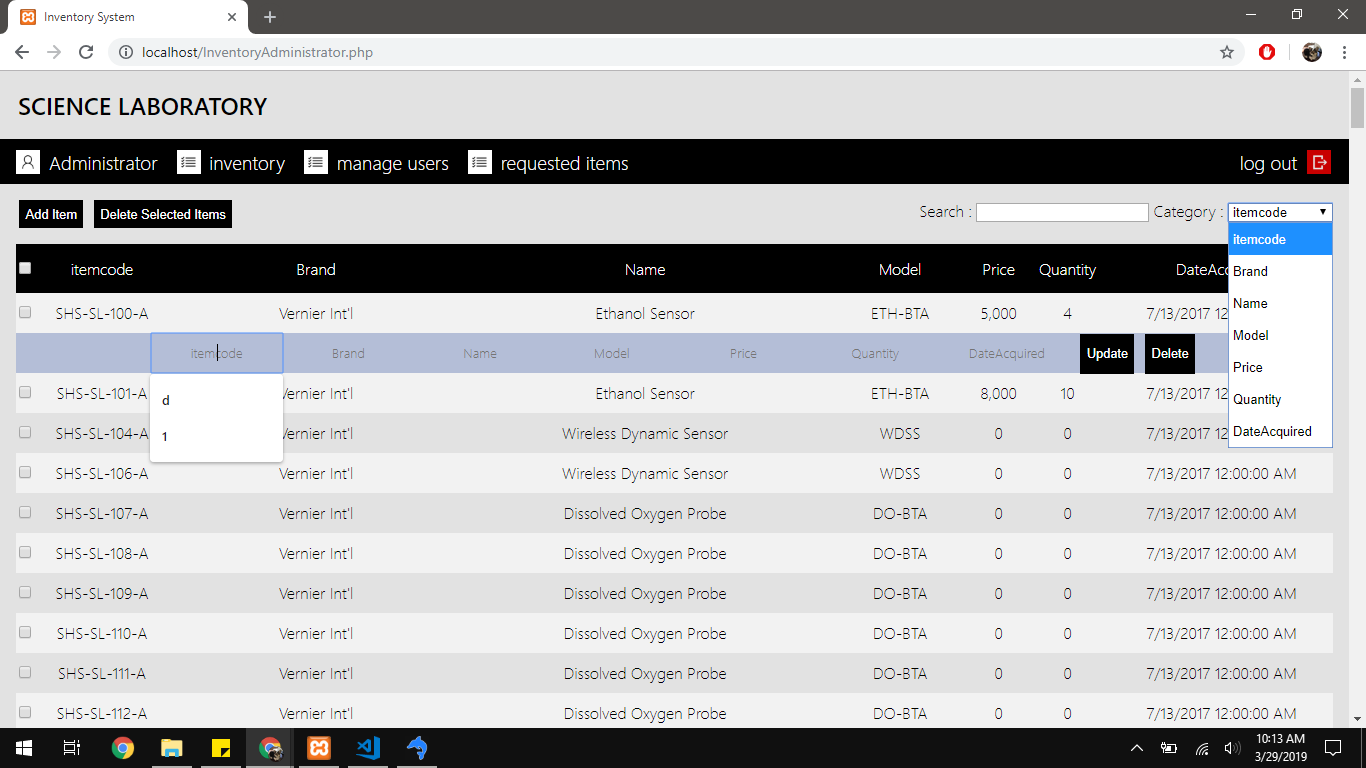 Inventory System
localhost/InventoryAdministrator.php
SCIENCE LABORATORY
Administrator inventory manage users requested items log out
Add Item Delete Selected Items Search : Category : itemcode
itemcode
Brand
Name
Model
Price
Quantity
DateAcquired
itemcode Brand Name Model Price Quantity DateAcq
SHS-SL-100-A Vernier Int'l Ethanol Sensor ETH-BTA 5,000 4 7/13/2017 12
itemcode Brand Name Model Price Quantity DateAcquired Update Delete
d
1
SHS-SL-101-A Vernier Int'l Ethanol Sensor ETH-BTA 8,000 10 7/13/2017 12
SHS-SL-104-A Vernier Int'l Wireless Dynamic Sensor WDSS 0 0 7/13/2017 12
SHS-SL-106-A Vernier Int'l Wireless Dynamic Sensor WDSS 0 0 7/13/2017 12:00:00 AM
SHS-SL-107-A Vernier Int'l Dissolved Oxygen Probe DO-BTA 0 0 7/13/2017 12:00:00 AM
SHS-SL-108-A Vernier Int'l Dissolved Oxygen Probe DO-BTA 0 0 7/13/2017 12:00:00 AM
SHS-SL-109-A Vernier Int'l Dissolved Oxygen Probe DO-BTA 0 0 7/13/2017 12:00:00 AM
SHS-SL-110-A Vernier Int'l Dissolved Oxygen Probe DO-BTA 0 0 7/13/2017 12:00:00 AM
SHS-SL-111-A Vernier Int'l Dissolved Oxygen Probe DO-BTA 0 0 7/13/2017 12:00:00 AM
SHS-SL-112-A Vernier Int'l Dissolved Oxygen Probe DO-BTA 0 0 7/13/2017 12:00:00 AM
10:13 AM
3/29/2019